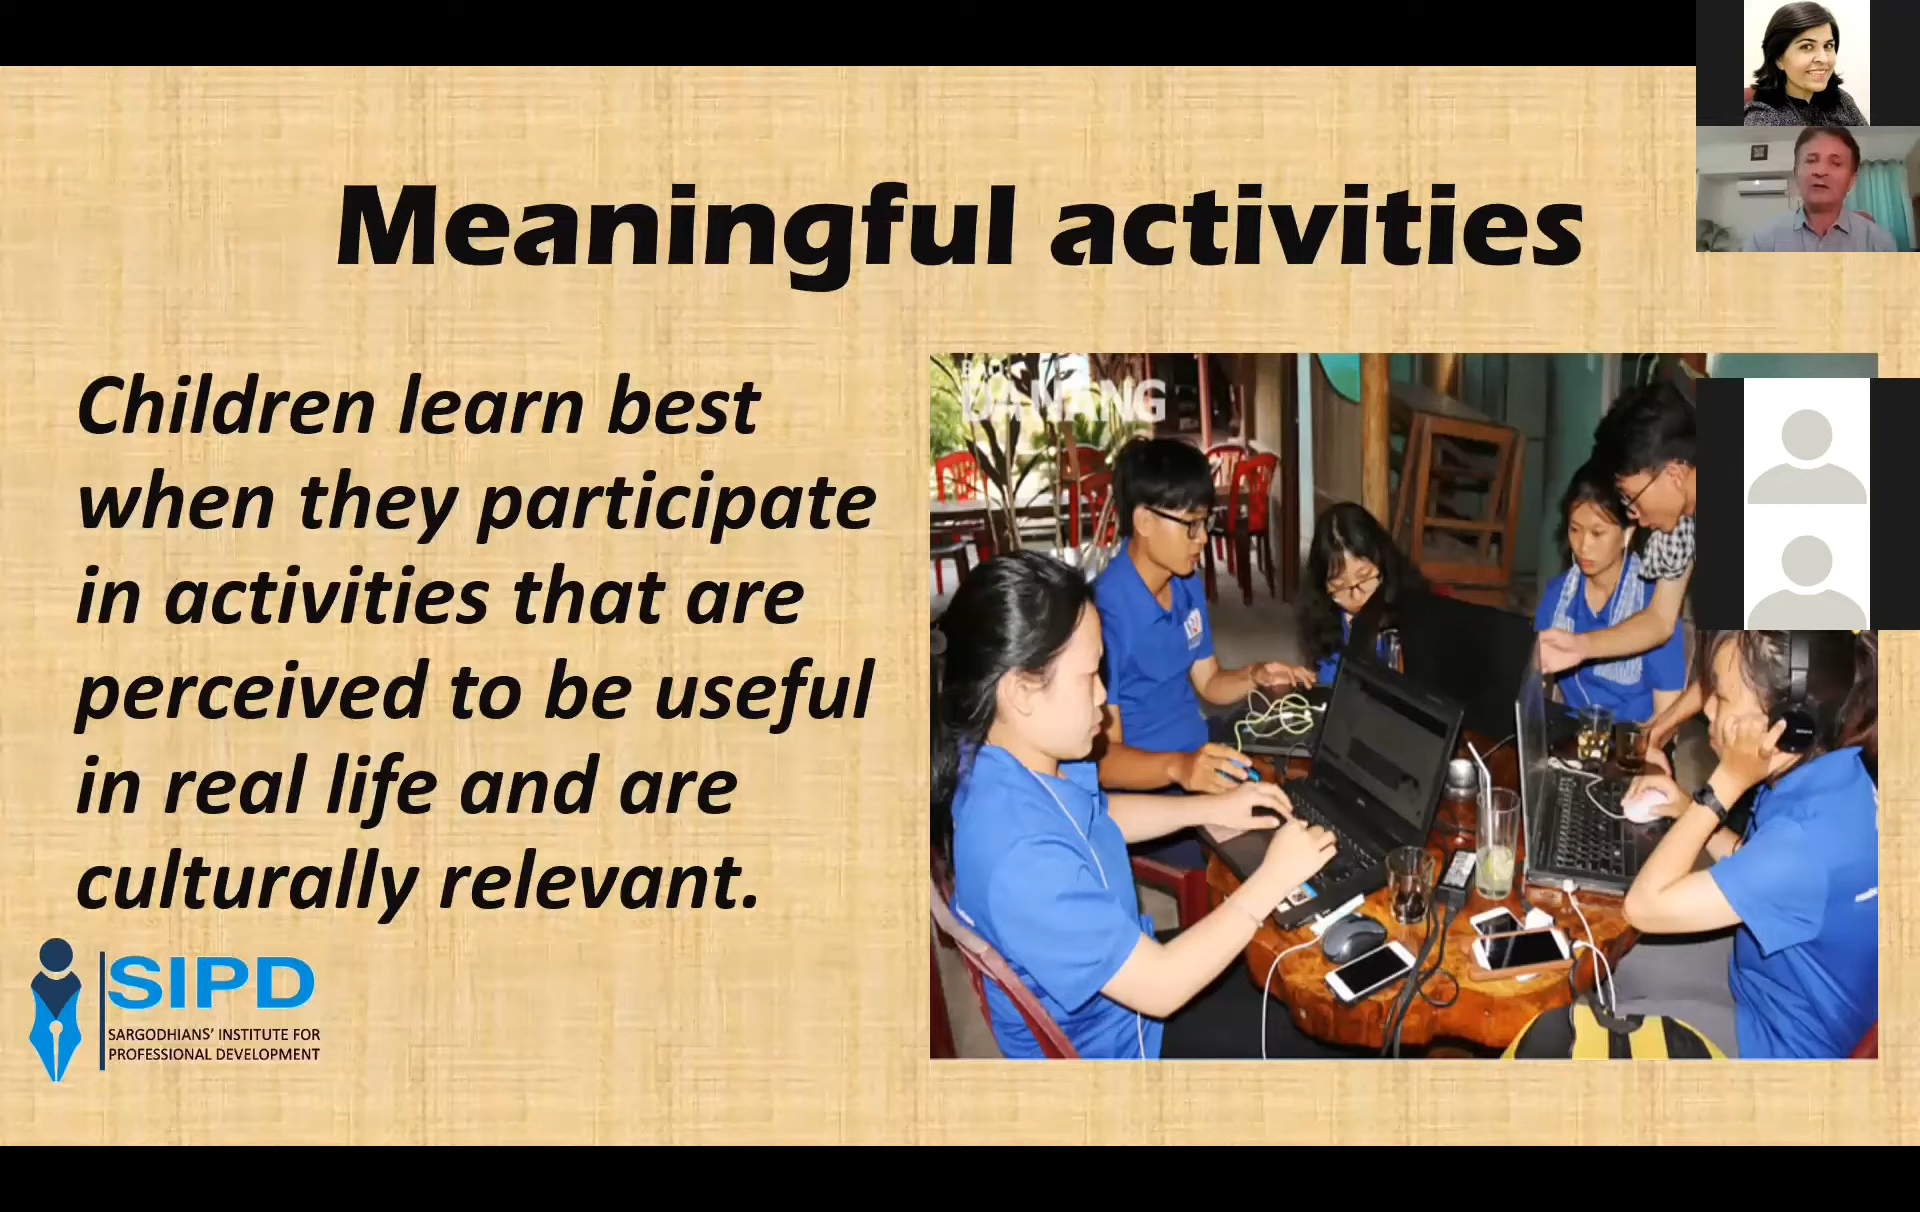 Meaningful activities
Children learn best
when they participate
in activities that are
perceived to be useful
in real life and are
culturally relevant.
SIPD
SARGODHIANS' INSTITUTE FOR
PROFESSIONAL DEVELOPMENT
DANANG